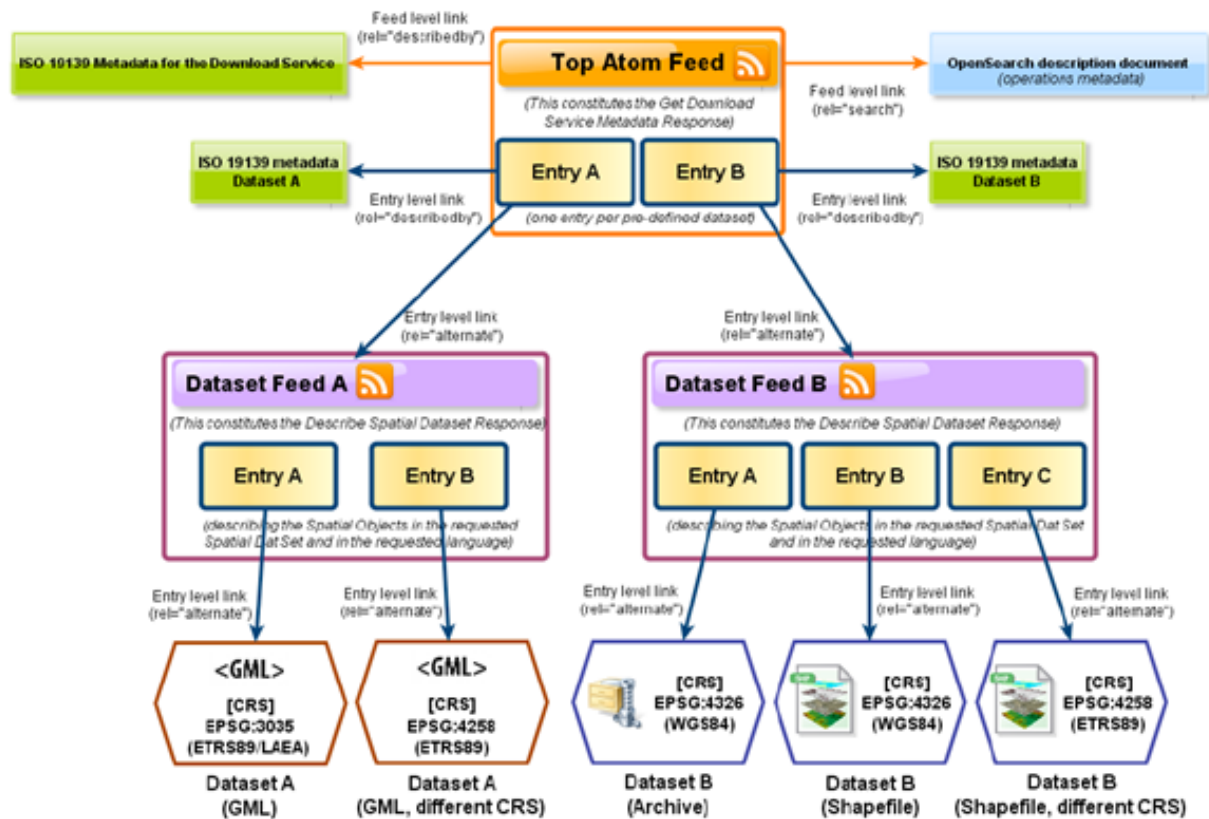 Feed level link
(rel="describedby")
ISO 19139 Metadata for the Download Service
Top Atom Feed
OpenSearch description document
(operations metadata)
Feed level link
(rel="search")
(This constitutes the Get Download
Service Metadata Response)
ISO 19139 metadata
Dataset A
Entry A
Entry B
ISO 19139 metadata
Dataset B
Entry level link
(rel="describedby")
(one entry per pre-defined dataset)
Entry level link
(rel="describedby")
Entry level link
(rel="alternate")
Entry level link
(rel="alternate")
Dataset Feed A
(This constitutes the Describe Spatial Dataset Response)
Entry A
Entry B
(describing the Spatial Objects in the requested
Spatial Dat Set and in the requested language)
Dataset Feed B
(This constitutes the Describe Spatial Dataset Response)
Entry A
Entry B
Entry C
(describing the Spatial Objects in the requested Spatial Dat Set
and in the requested language)
Entry level link
(rel="alternate")
Entry level link
(rel="alternate")
Entry level link
(rel="alternate")
Entry level link
(rel="alternate")
Entry level link
(rel="alternate")
<GML>
[CRS]
EPSG:3035
(ETRS89/LAEA)
Dataset A
(GML)
<GML>
[CRS]
EPSG:4258
(ETRS89)
Dataset A
(GML, different CRS)
[CRS]
EPSG:4326
(WGS84)
Dataset B
(Archive)
SHP
[CRS]
EPSG:4326
(WGS84)
Dataset B
(Shapefile)
SHP
[CRS]
EPSG:4258
(ETRS89)
Dataset B
(Shapefile, different CRS)